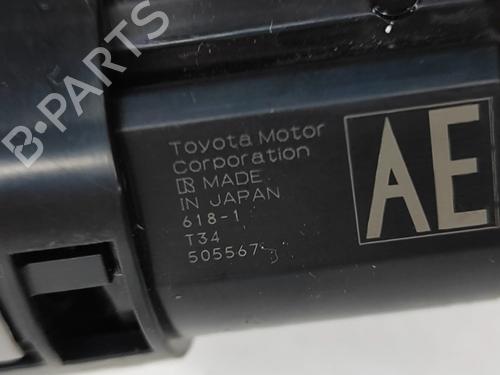 B-PARTS
Toyota Motor
Corporation
R MADE
IN JAPAN
618-1
T34
505567
AE